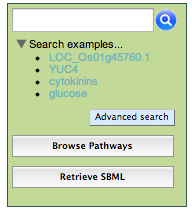 Search examples...
LOC_Os01g45760.1
YUC4
cytokinins
glucose
Advanced search
Browse Pathways
Retrieve SBML